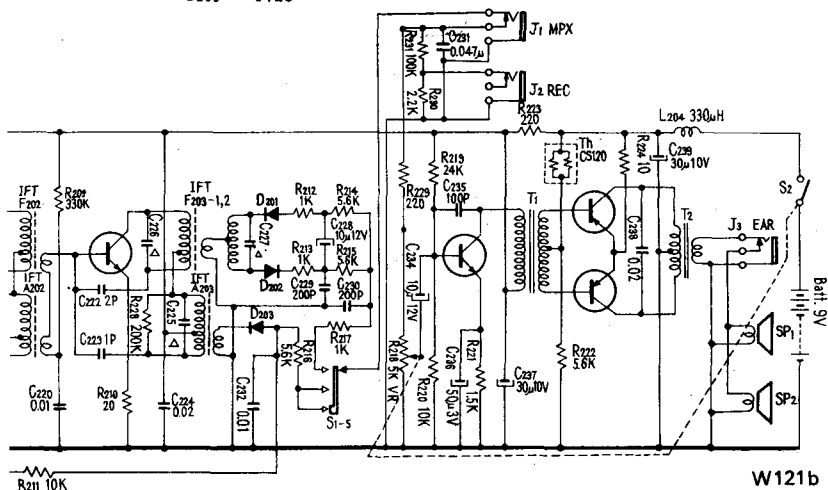 J1 MPX
C231
0.047μ
R231 100K
J2 REC
R230
2.2K
R223
220
L204 330μH
Th
CS120
R224 10
C239
30μ10V
S2
IFT
F202
R209
330K
IFT
F203-1,2
C226
D201
R212
1K
R214
5.6K
C227
C228
10μ12V
R213
1K
R215
5.6K
D202
C229
200P
C230
200P
R229
220
R219
24K
C235
100P
T1
C234
10μ12V
C238
0.02
T2
J3 EAR
Batt 9V
IFT
A202
C222 2P
R228
200K
C225
IFT
A203
C223 1P
D203
R217
1K
R216
5.6K
S1-5
R218 5K VR
R220 10K
C236
50μ3V
R221
1.5K
C237
30μ10V
R222
5.6K
SP1
SP2
C220
0.01
R210
20
C224
0.02
C232
0.01
R211 10K
W121b